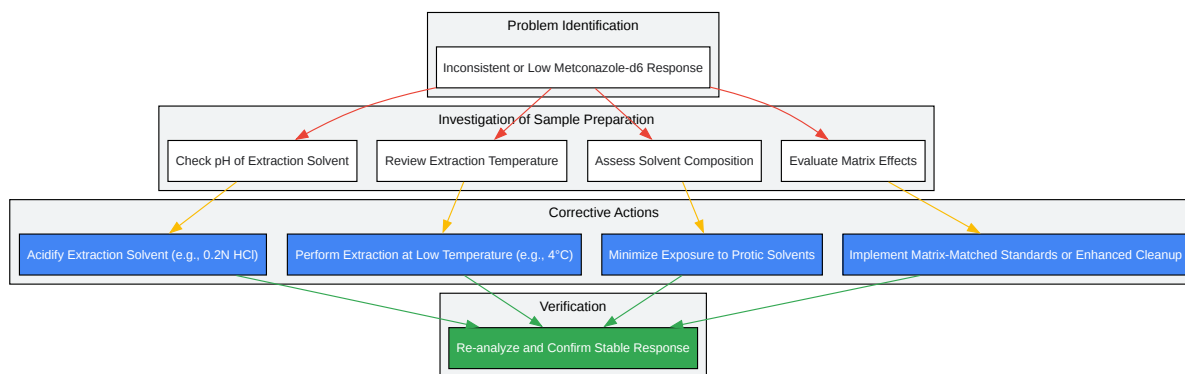 Problem Identification
Inconsistent or Low Metconazole-d6 Response
Investigation of Sample Preparation
Check pH of Extraction Solvent
Review Extraction Temperature
Assess Solvent Composition
Evaluate Matrix Effects
Corrective Actions
Acidify Extraction Solvent (e.g., 0.2N HCl)
Perform Extraction at Low Temperature (e.g., 4°C)
Minimize Exposure to Protic Solvents
Implement Matrix-Matched Standards or Enhanced Cleanup
Verification
Re-analyze and Confirm Stable Response